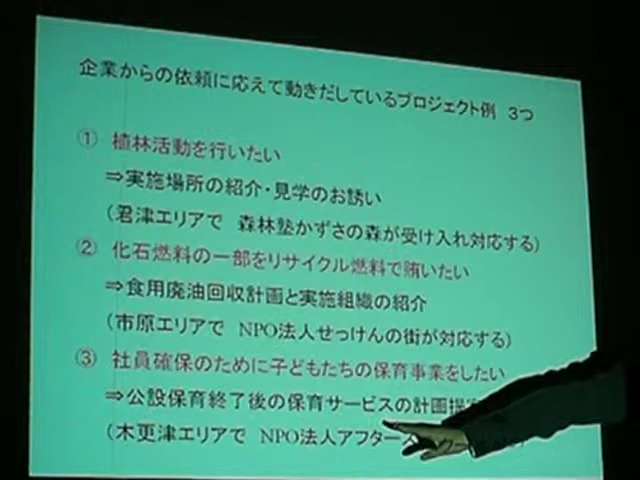 企業からの依頼に応えて動きだしているプロジェクト例　3つ
① 植林活動を行いたい
⇒実施場所の紹介・見学のお誘い
(君津エリアで　森林塾かずさの森が受け入れ対応する)
② 化石燃料の一部をリサイクル燃料で賄いたい
⇒食用廃油回収計画と実施組織の紹介
(市原エリアで　NPO法人せっけんの街が対応する)
③ 社員確保のために子どもたちの保育事業をしたい
⇒公設保育終了後の保育サービスの計画提
(木更津エリアで　NPO法人アフター